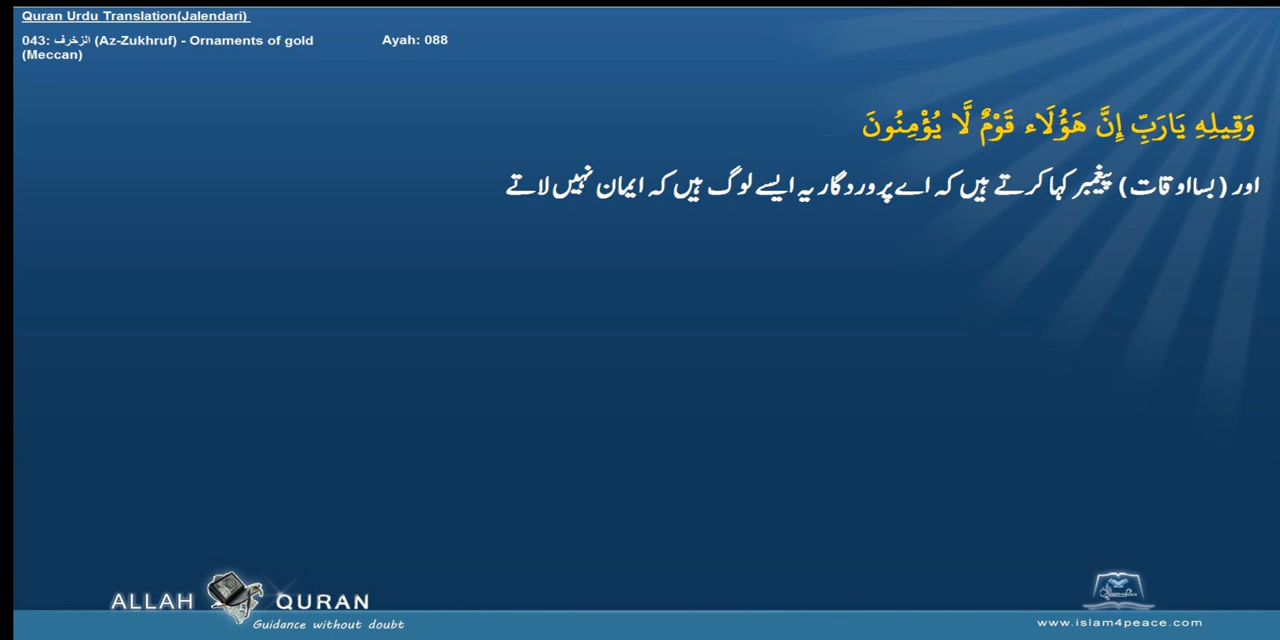 Quran Urdu Translation(Jalendari)
043: الزخرف (Az-Zukhruf) - Ornaments of gold (Meccan)
Ayah: 088
وَقِيلِهِ يَارَبِّ إِنَّ هَؤُلَاء قَوْمٌ لَّا يُؤْمِنُونَ
اور (بسااوقات) پیغمبر کہا کرتے ہیں کہ اے پروردگار یہ ایسے لوگ ہیں کہ ایمان نہیں لاتے
ALLAH QURAN
Guidance without doubt
www.islam4peace.com